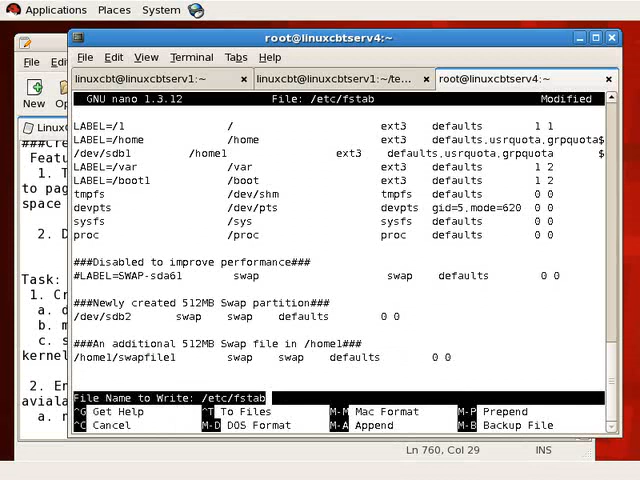 Applications Places System
root@linuxcbtserv4:~
File Edit View Terminal Tabs Help
linuxcbt@linuxcbtserv1:~ linuxcbt@linuxcbtserv1:~/te... root@linuxcbtserv4:~
GNU nano 1.3.12 File: /etc/fstab Modified
LABEL=/1 / ext3 defaults 1 1
LABEL=/home /home ext3 defaults,usrquota,grpquota$
/dev/sdb1 /home1 ext3 defaults,usrquota,grpquota $
LABEL=/var /var ext3 defaults 1 2
LABEL=/boot1 /boot ext3 defaults 1 2
tmpfs /dev/shm tmpfs defaults 0 0
devpts /dev/pts devpts gid=5,mode=620 0 0
sysfs /sys sysfs defaults 0 0
proc /proc proc defaults 0 0
###Disabled to improve performance###
#LABEL=SWAP-sda61 swap swap defaults 0 0
###Newly created 512MB Swap partition###
/dev/sdb2 swap swap defaults 0 0
###An additional 512MB Swap file in /home1###
/home1/swapfile1 swap swap defaults 0 0
File Name to Write: /etc/fstab
^G Get Help ^T To Files M-M Mac Format M-P Prepend
^C Cancel M-D DOS Format M-A Append M-B Backup File
File
New
###Cre
Featu
1. T
to pag
space
2. D
Task:
1. Cr
a. d
b. m
c. s
kernel
2. En
aviala
a. r
Ln 760, Col 29 INS